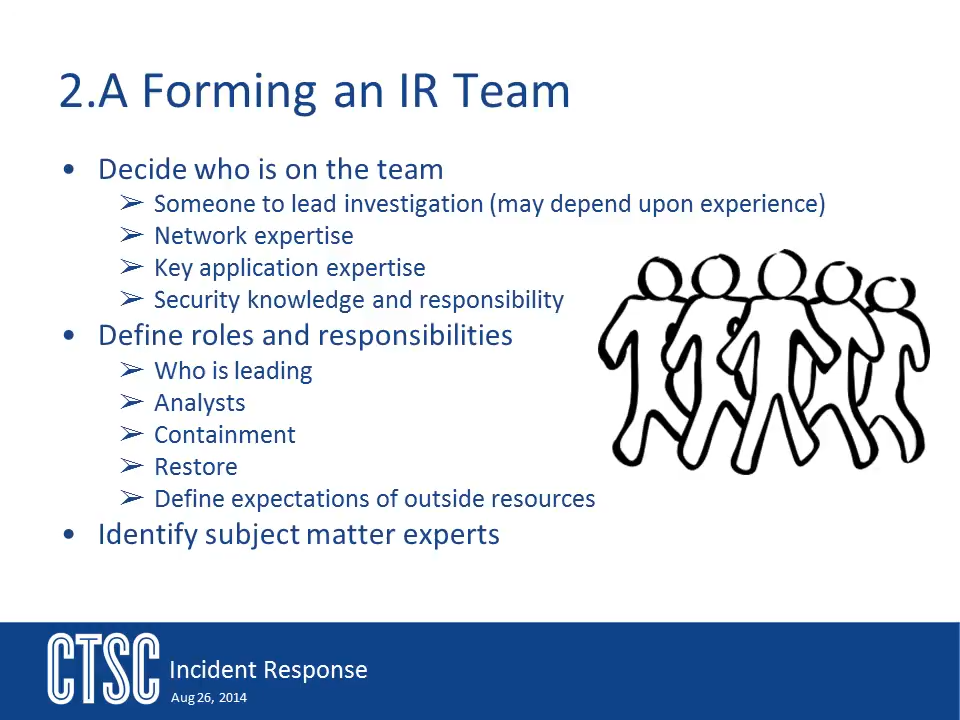 2.A Forming an IR Team
• Decide who is on the team
➢ Someone to lead investigation (may depend upon experience)
➢ Network expertise
➢ Key application expertise
➢ Security knowledge and responsibility
• Define roles and responsibilities
➢ Who is leading
➢ Analysts
➢ Containment
➢ Restore
➢ Define expectations of outside resources
• Identify subject matter experts
CTSC
Incident Response
Aug 26, 2014